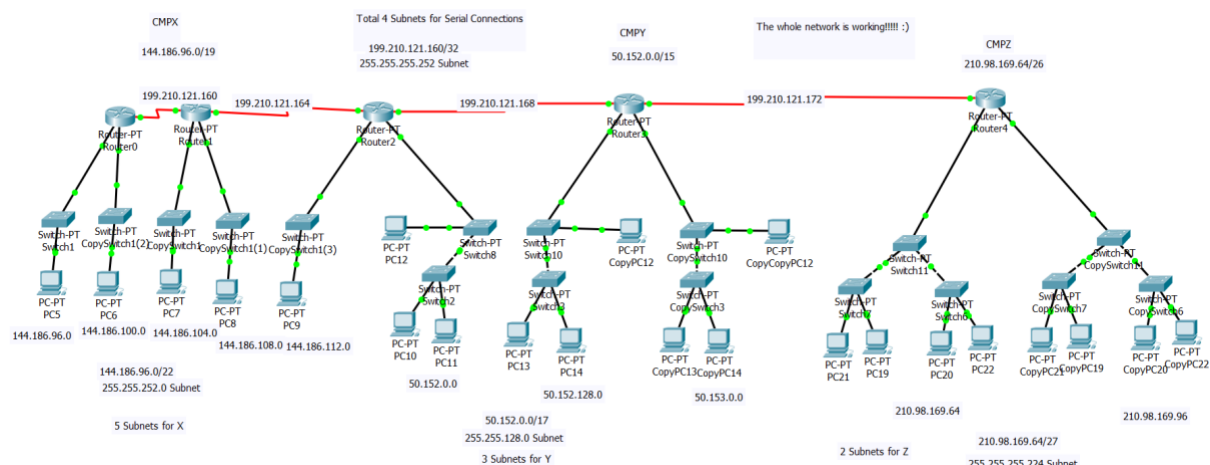 CMPX
Total 4 Subnets for Serial Connections
CMPY
The whole network is working!!!!! :)
CMPZ
144.186.96.0/19
199.210.121.160/32
255.255.255.252 Subnet
50.152.0.0/15
210.98.169.64/26
199.210.121.160
199.210.121.164
199.210.121.168
199.210.121.172
Router-PT
Router0
Router-PT
Router1
Router-PT
Router2
Router-PT
Router3
Router-PT
Router4
Switch-PT
Switch1
Switch-PT
CopySwitch1(2)
Switch-PT
CopySwitch1
Switch-PT
CopySwitch1(1)
Switch-PT
CopySwitch1(3)
PC-PT
PC12
Switch-PT
Switch8
Switch-PT
Switch10
PC-PT
CopyPC12
Switch-PT
CopySwitch10
PC-PT
CopyCopyPC12
Switch-PT
Switch11
Switch-PT
CopySwitch11
PC-PT
PC5
PC-PT
PC6
PC-PT
PC7
PC-PT
PC8
PC-PT
PC9
Switch-PT
Switch2
Switch-PT
Switch3
Switch-PT
CopySwitch3
Switch-PT
Switch7
Switch-PT
Switch6
Switch-PT
CopySwitch7
Switch-PT
CopySwitch6
144.186.96.0
144.186.100.0
144.186.104.0
144.186.108.0
144.186.112.0
PC-PT
PC10
PC-PT
PC11
PC-PT
PC13
PC-PT
PC14
PC-PT
CopyPC13
PC-PT
CopyPC14
PC-PT
PC21
PC-PT
PC19
PC-PT
PC20
PC-PT
PC22
PC-PT
CopyPC21
PC-PT
CopyPC19
PC-PT
CopyPC20
PC-PT
CopyPC22
144.186.96.0/22
255.255.252.0 Subnet
50.152.0.0
50.152.128.0
50.153.0.0
210.98.169.64
210.98.169.96
5 Subnets for X
50.152.0.0/17
255.255.128.0 Subnet
3 Subnets for Y
2 Subnets for Z
210.98.169.64/27
255.255.255.224 Subnet